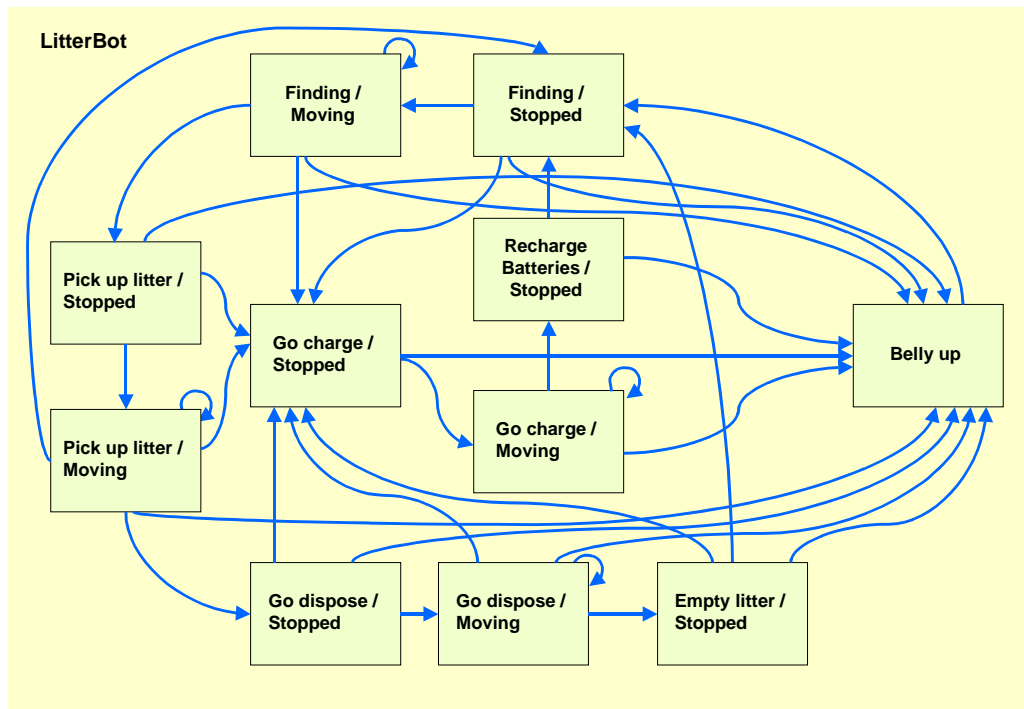 LitterBot
Finding /
Moving
Finding /
Stopped
Pick up litter /
Stopped
Recharge
Batteries /
Stopped
Go charge /
Stopped
Belly up
Pick up litter /
Moving
Go charge /
Moving
Go dispose /
Stopped
Go dispose /
Moving
Empty litter /
Stopped